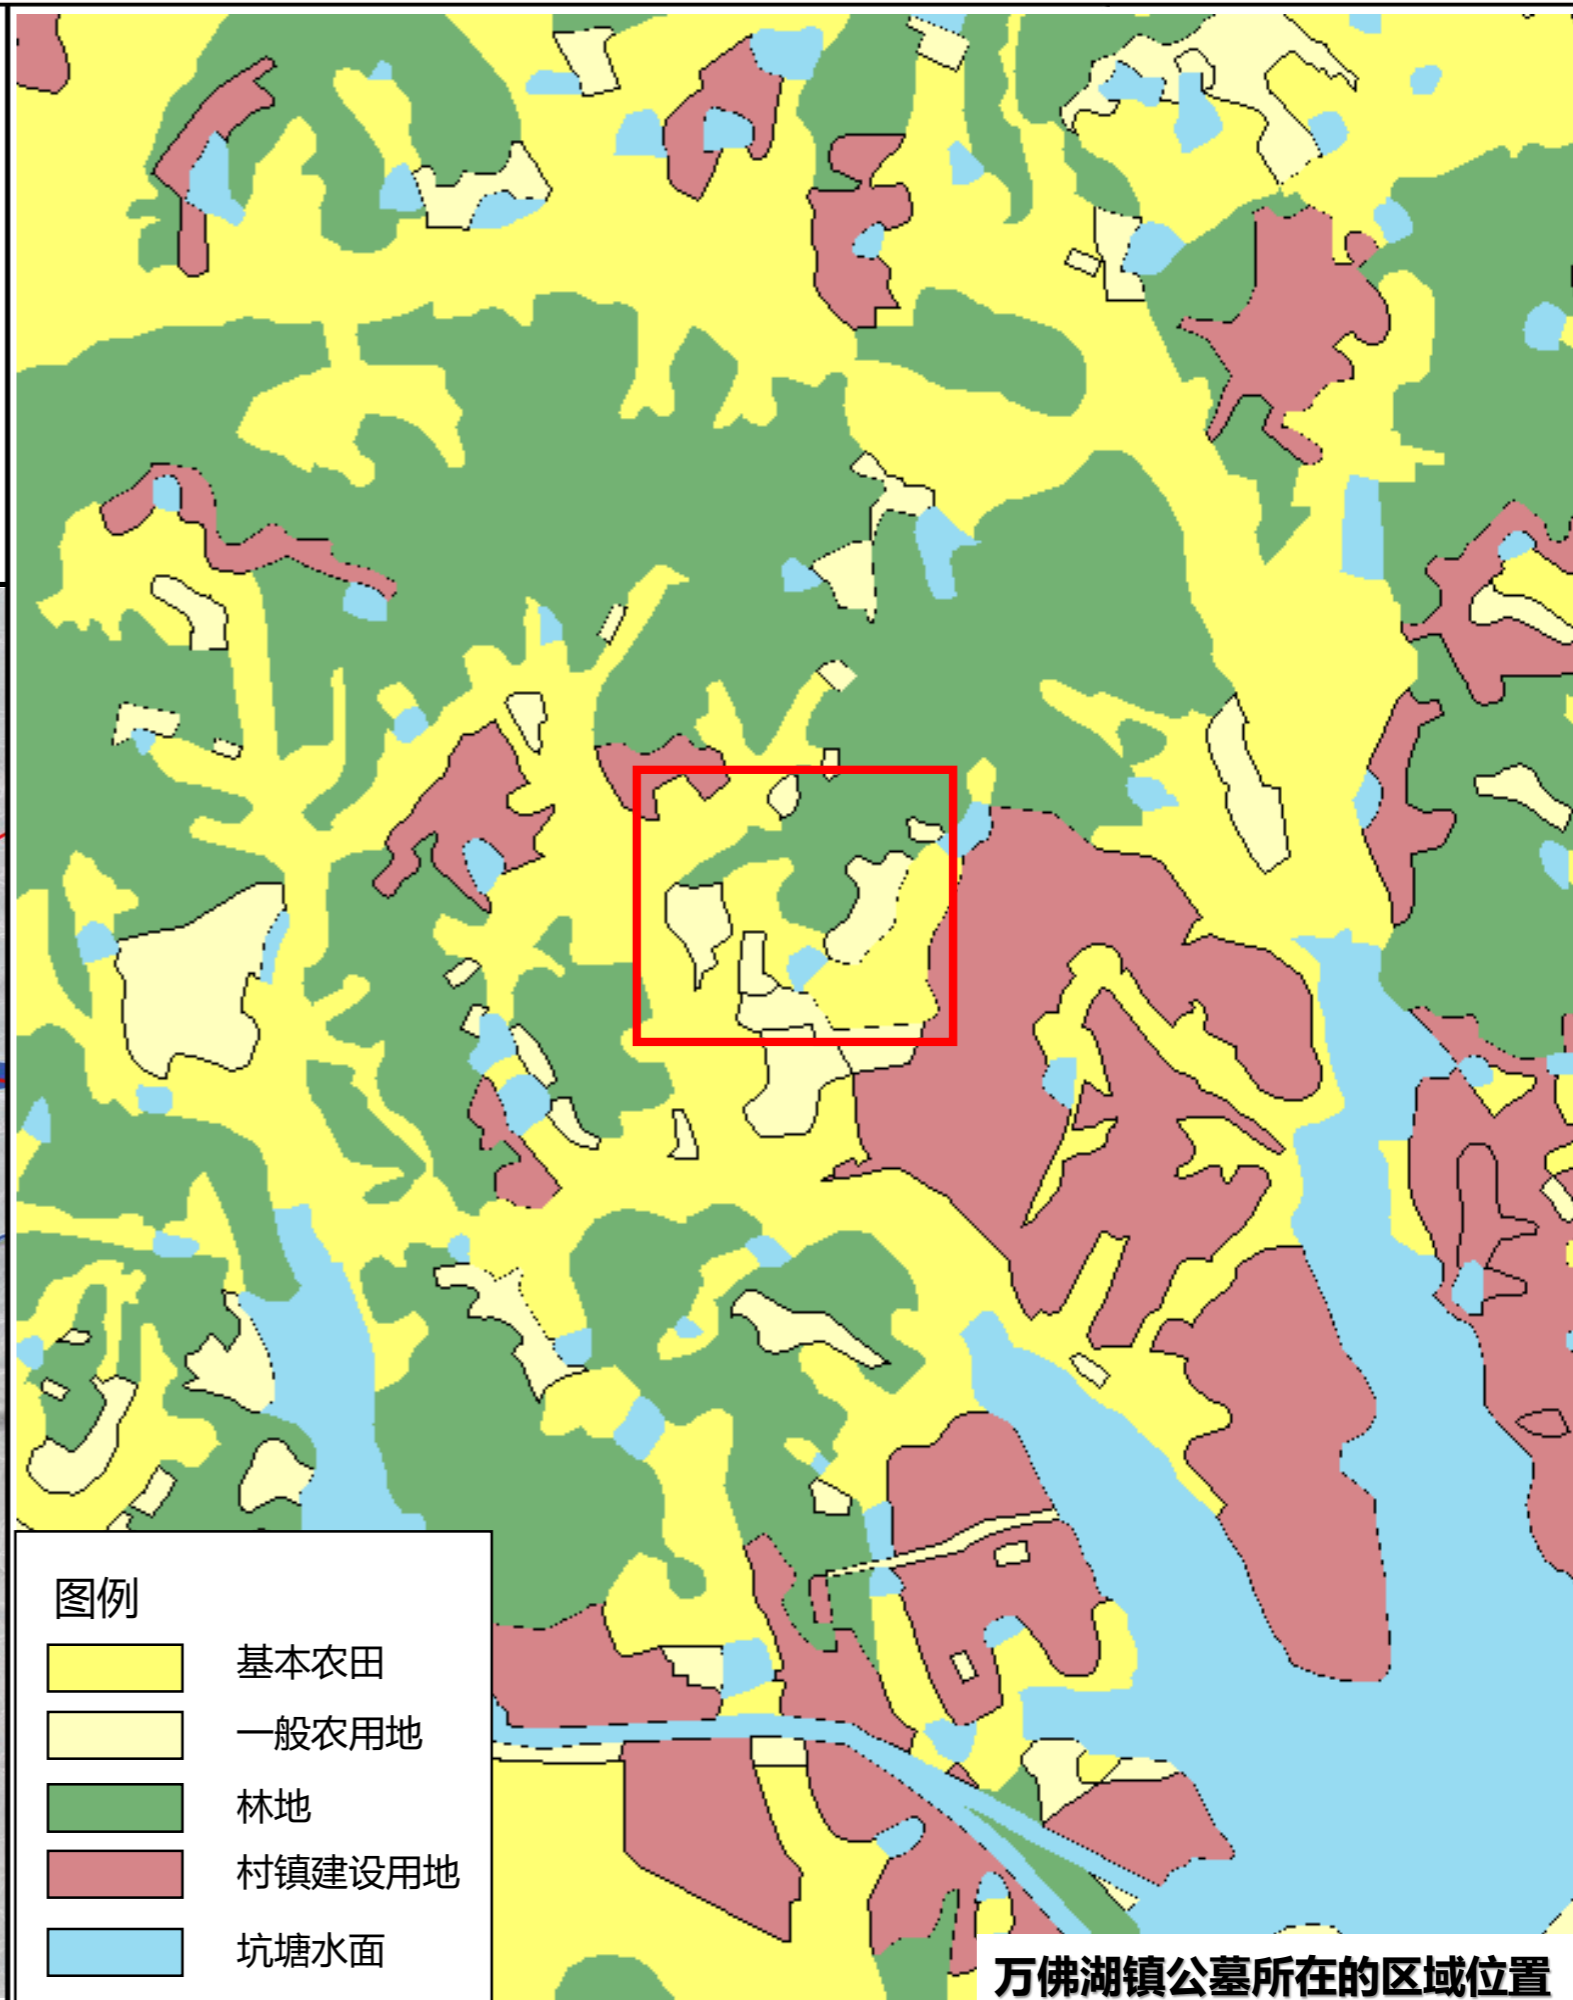 图例
基本农田
一般农用地
林地
村镇建设用地
坑塘水面
万佛湖镇公墓所在的区域位置